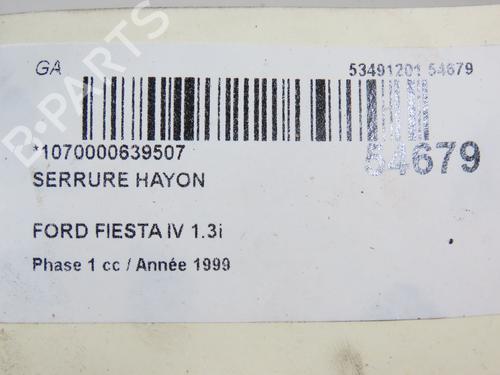 GA
53491201 54679
*1070000639507
54679
SERRURE HAYON
FORD FIESTA IV 1.3i
Phase 1 cc / Année 1999
B-PARTS